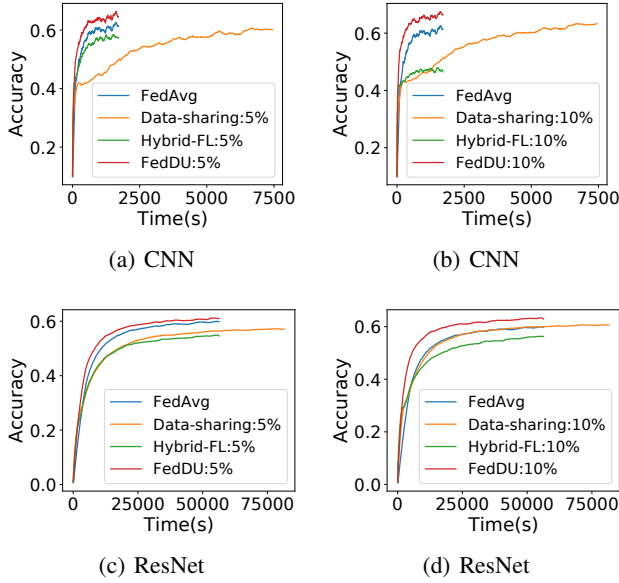 Accuracy
0.6
0.4
0.2
FedAvg
Data-sharing:5%
Hybrid-FL:5%
FedDU:5%
0 2500 5000 7500
Time(s)
(a) CNN
Accuracy
0.6
0.4
0.2
FedAvg
Data-sharing:10%
Hybrid-FL:10%
FedDU:10%
0 2500 5000 7500
Time(s)
(b) CNN
Accuracy
0.6
0.4
0.2
0.0
FedAvg
Data-sharing:5%
Hybrid-FL:5%
FedDU:5%
0 25000 50000 75000
Time(s)
(c) ResNet
Accuracy
0.6
0.4
0.2
0.0
FedAvg
Data-sharing:10%
Hybrid-FL:10%
FedDU:10%
0 25000 50000 75000
Time(s)
(d) ResNet